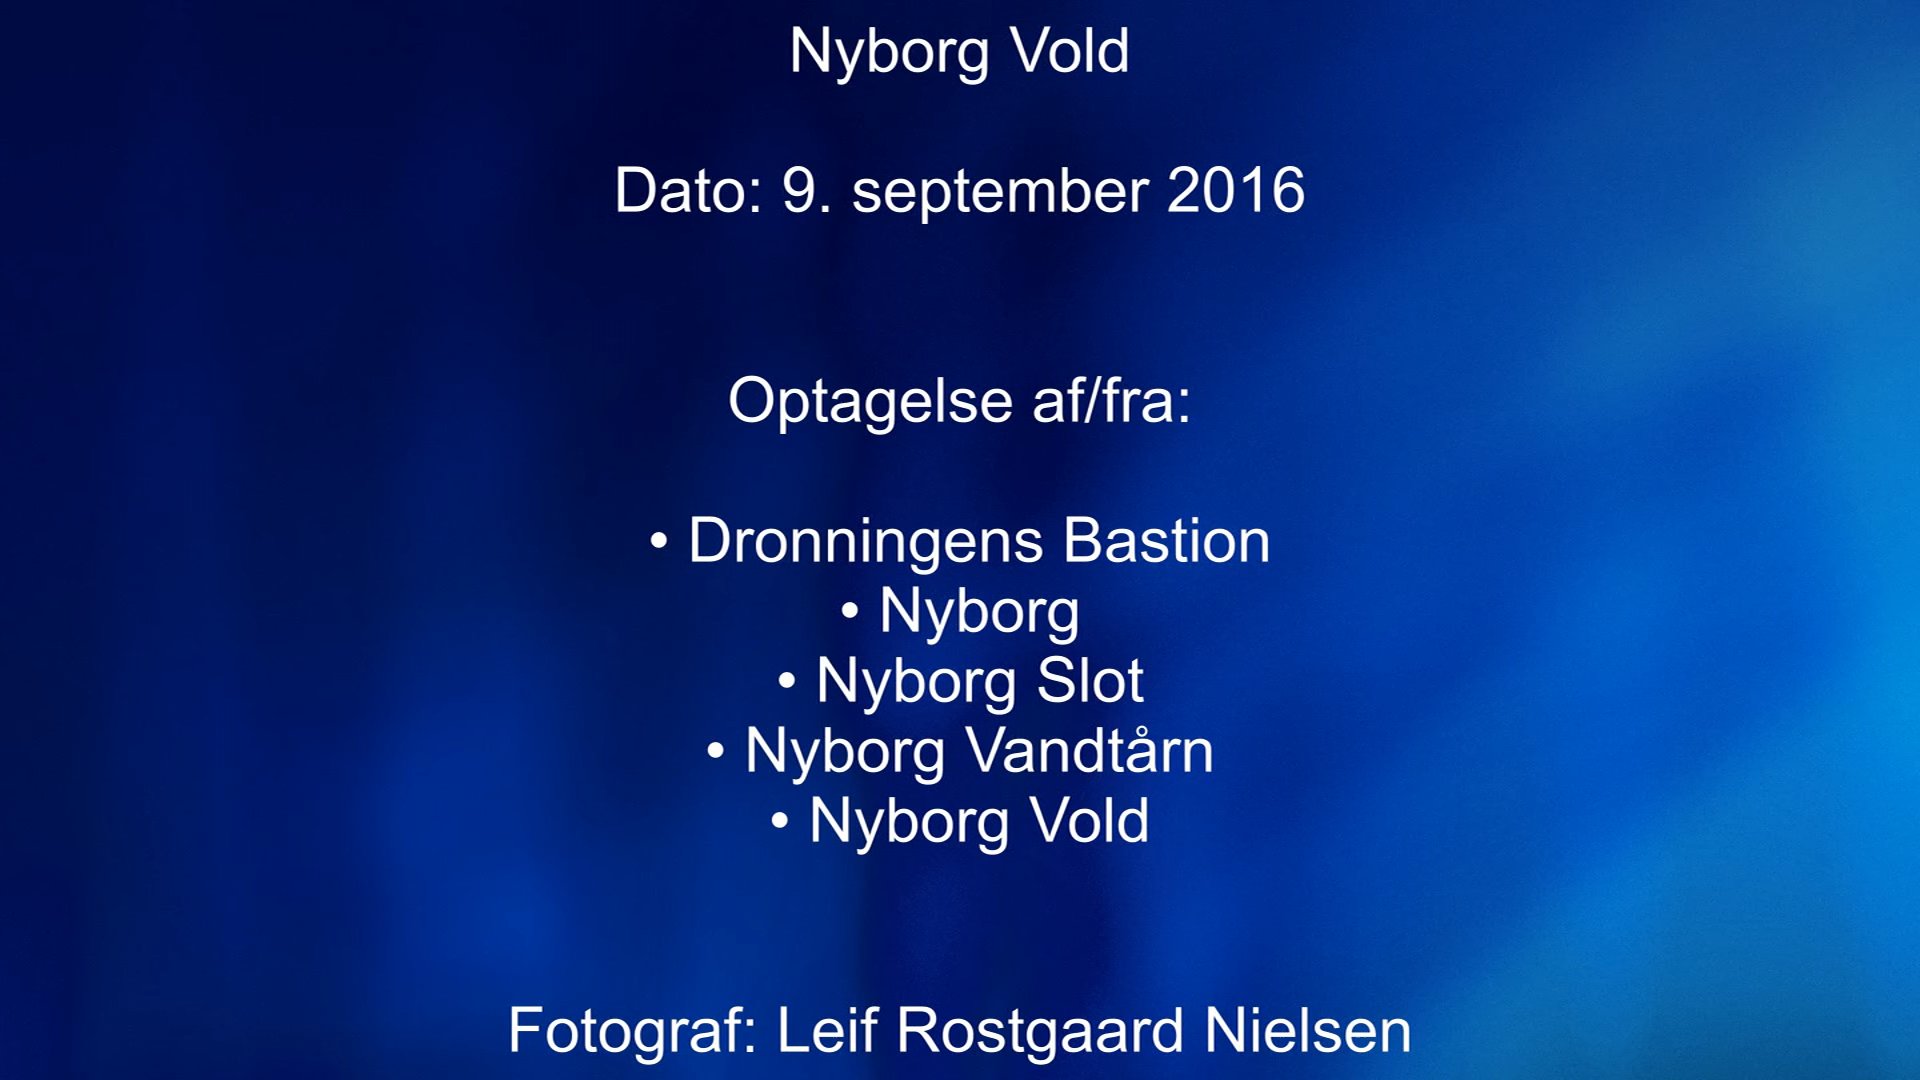 Nyborg Vold
Dato: 9. september 2016
Optagelse af/fra:
• Dronningens Bastion
• Nyborg
• Nyborg Slot
• Nyborg Vandtårn
• Nyborg Vold
Fotograf: Leif Rostgaard Nielsen